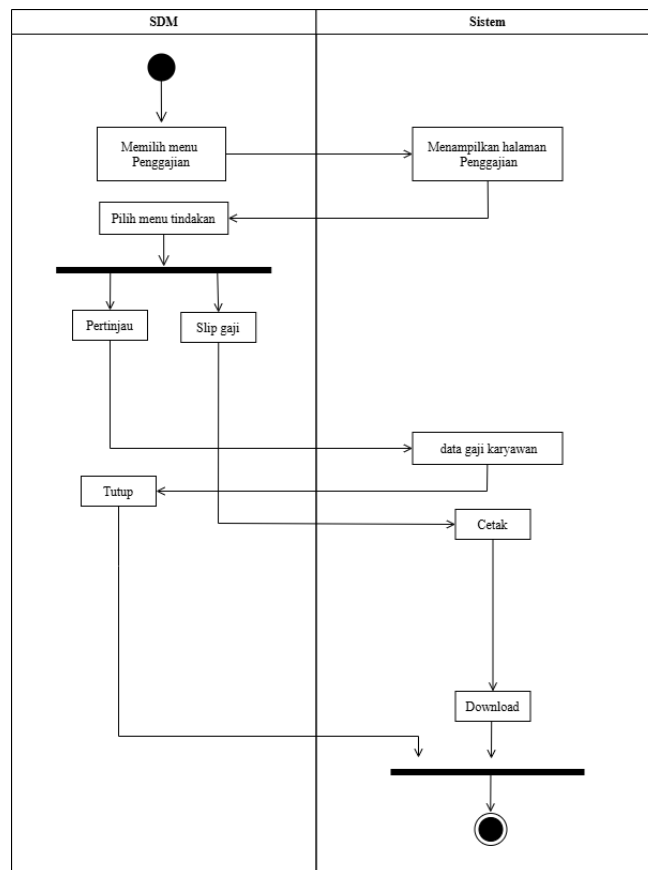 SDM
Sistem
Memilih menu
Penggajian
Menampilkan halaman
Penggajian
Pilih menu tindakan
Pertinjau
Slip gaji
data gaji karyawan
Tutup
Cetak
Download